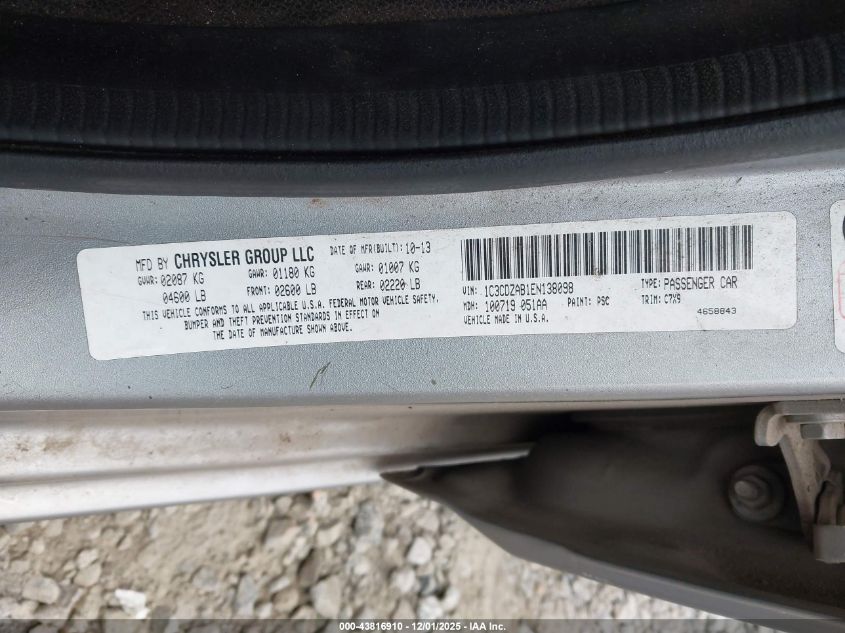 MFD BY CHRYSLER GROUP LLC DATE OF MFR(BUILT): 10-13
GVWR: 02087 KG GAWR: 01180 KG GAWR: 01007 KG
04600 LB FRONT: 02600 LB REAR: 02220 LB
THIS VEHICLE CONFORMS TO ALL APPLICABLE U.S.A. FEDERAL MOTOR VEHICLE SAFETY,
BUMPER AND THEFT PREVENTION STANDARDS IN EFFECT ON
THE DATE OF MANUFACTURE SHOWN ABOVE.
VIN: 1C3CDZAB1EN138098 TYPE: PASSENGER CAR
MDH: 100719 051AA PAINT: PSC TRIM: C7X9
VEHICLE MADE IN U.S.A. 4658843
000-43816910 - 12/01/2025 - IAA Inc.